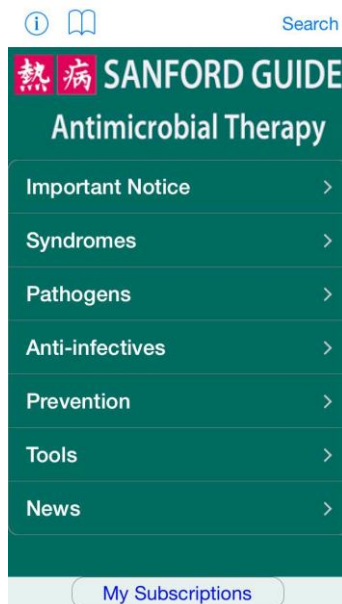 Search
熱 病 SANFORD GUIDE
Antimicrobial Therapy
Important Notice
Syndromes
Pathogens
Anti-infectives
Prevention
Tools
News
My Subscriptions